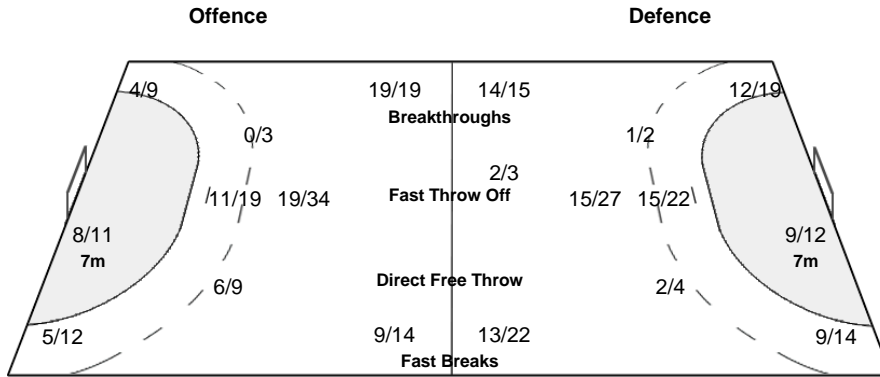 Offence Defence
4/9 19/19 14/15 12/19
Breakthroughs
0/3 1/2
2/3
11/19 19/34 Fast Throw Off 15/27 15/22
8/11 9/12
7m 7m
Direct Free Throw
6/9 2/4
5/12 9/14 13/22 9/14
Fast Breaks